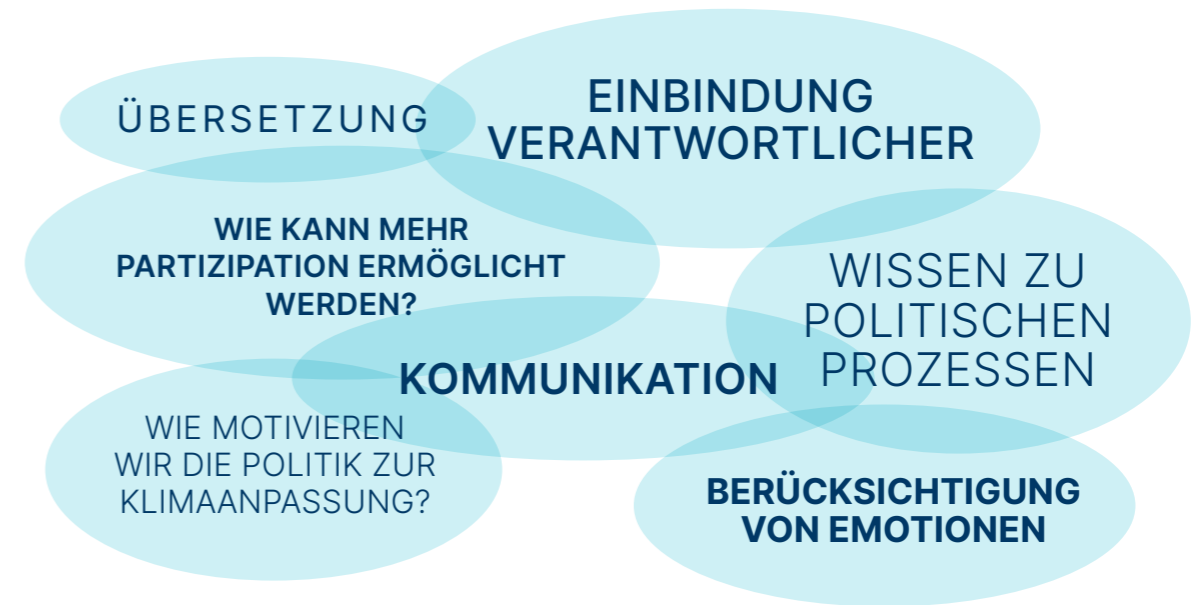 ÜBERSETZUNG
EINBINDUNG
VERANTWORTLICHER
WIE KANN MEHR
PARTIZIPATION ERMÖGLICHT
WERDEN?
WISSEN ZU
POLITISCHEN
PROZESSEN
KOMMUNIKATION
WIE MOTIVIEREN
WIR DIE POLITIK ZUR
KLIMAANPASSUNG?
BERÜCKSICHTIGUNG
VON EMOTIONEN